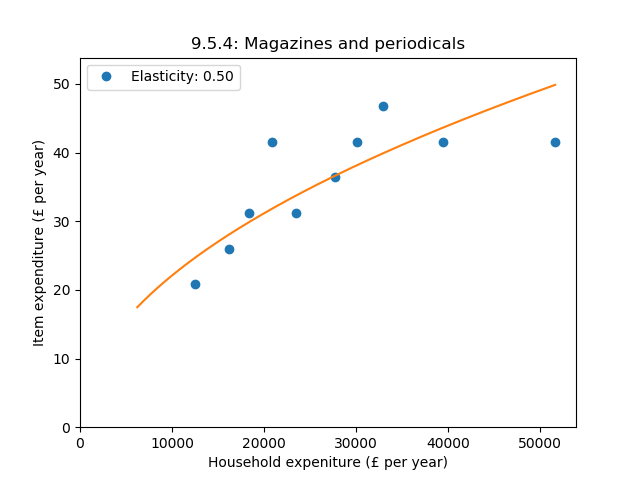 9.5.4: Magazines and periodicals
Elasticity: 0.50
Item expenditure (£ per year)
50
40
30
20
10
0
0 10000 20000 30000 40000 50000
Household expeniture (£ per year)